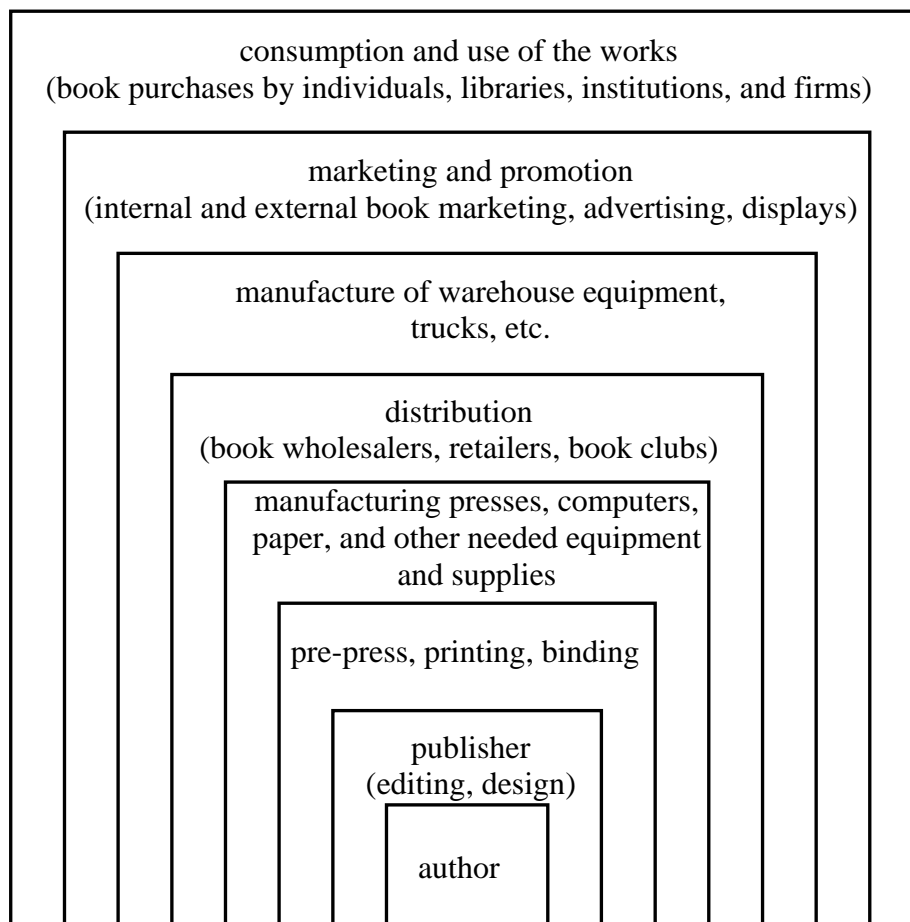 consumption and use of the works
(book purchases by individuals, libraries, institutions, and firms)
marketing and promotion
(internal and external book marketing, advertising, displays)
manufacture of warehouse equipment,
trucks, etc.
distribution
(book wholesalers, retailers, book clubs)
manufacturing presses, computers,
paper, and other needed equipment
and supplies
pre-press, printing, binding
publisher
(editing, design)
author